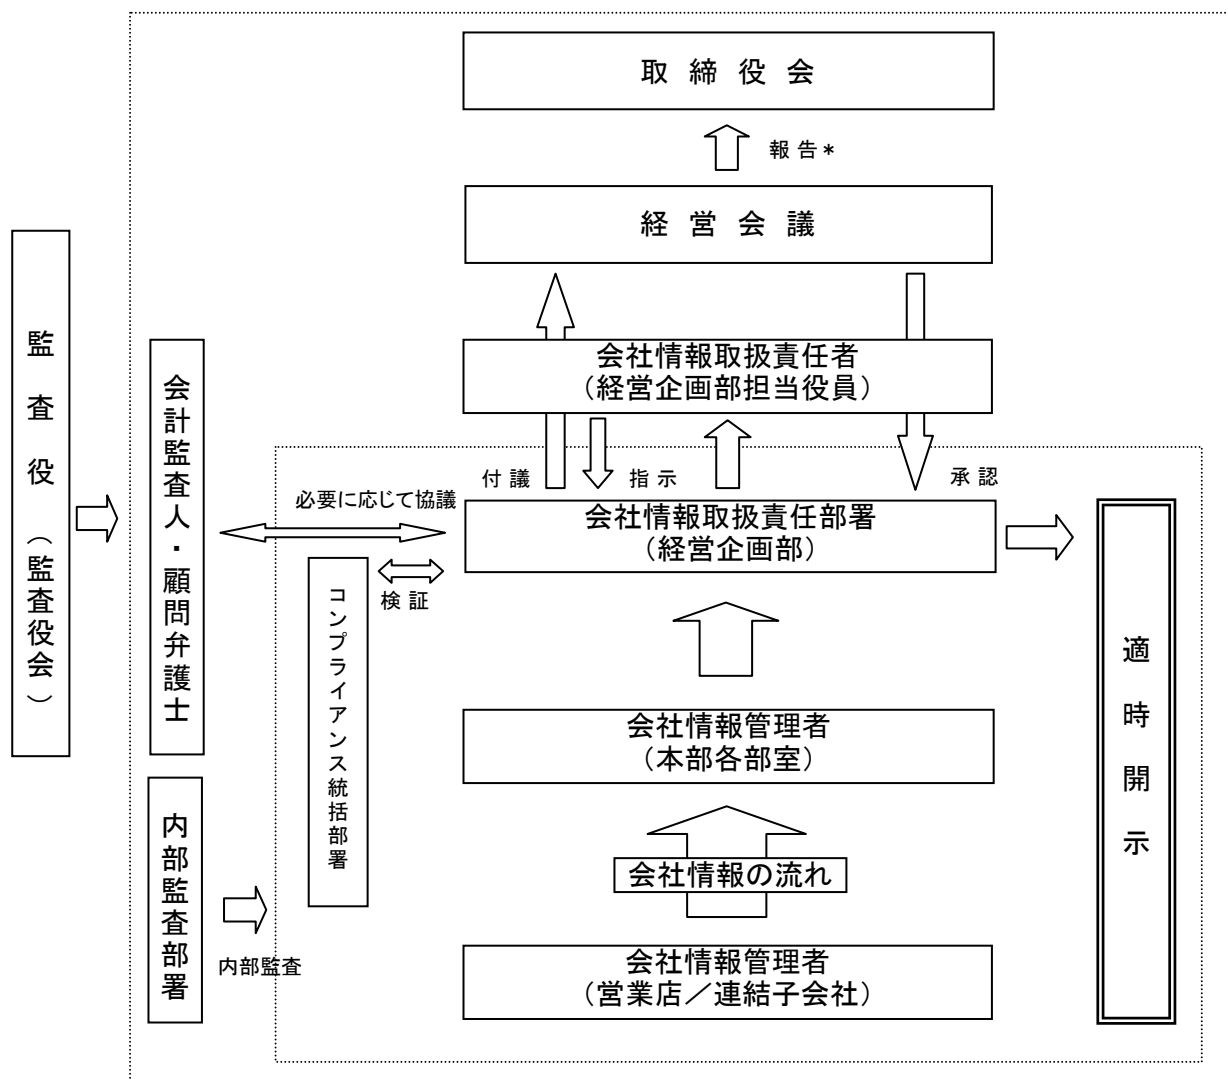 取締役会
報告*
経営会議
監査役（監査役会）
会計監査人・顧問弁護士
会社情報取扱責任者
（経営企画部担当役員）
付議
指示
承認
必要に応じて協議
会社情報取扱責任部署
（経営企画部）
検証
コンプライアンス統括部署
適時開示
会社情報管理者
（本部各部室）
内部監査部署
会社情報の流れ
内部監査
会社情報管理者
（営業店／連結子会社）